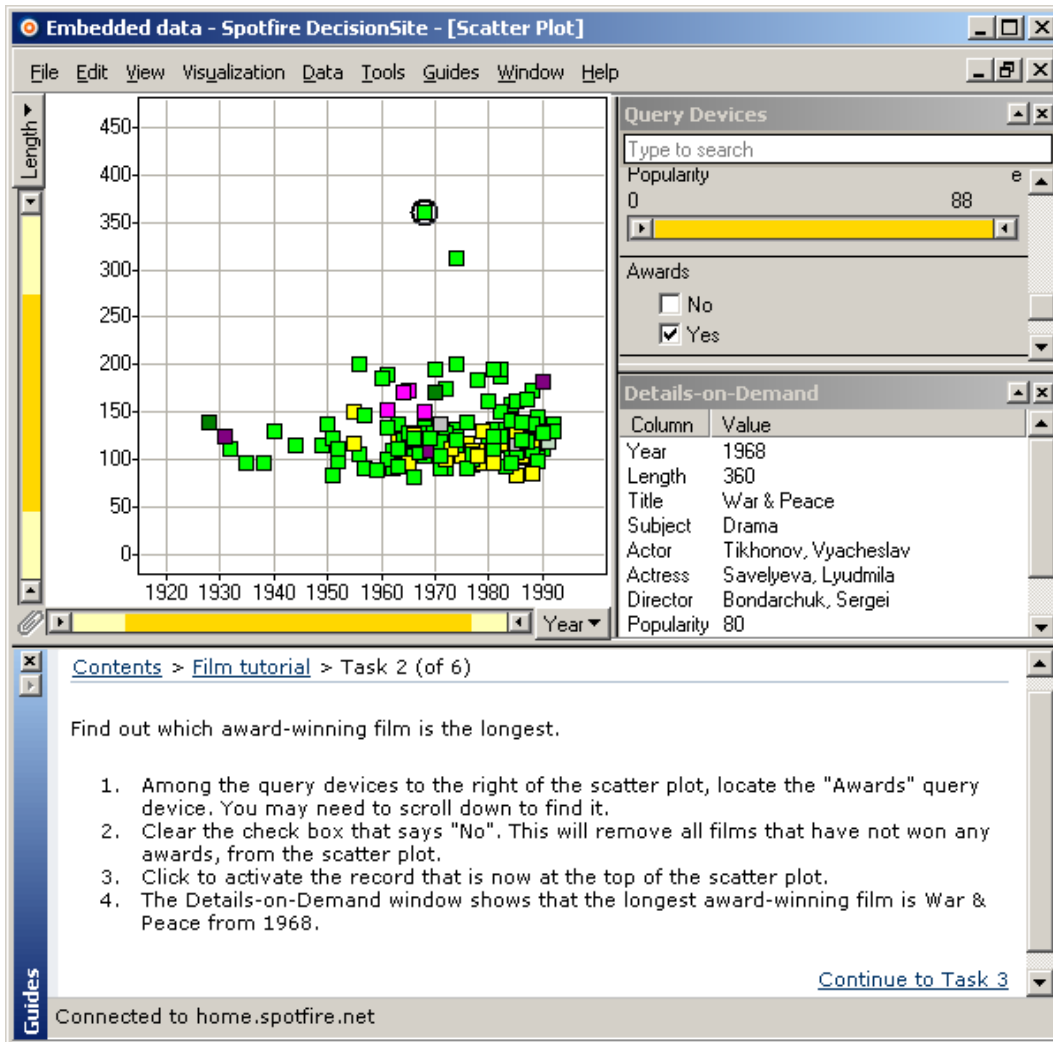 Embedded data - Spotfire DecisionSite - [Scatter Plot]
File Edit View Visualization Data Tools Guides Window Help
Length
450
400
350
300
250
200
150
100
50
0
1920 1930 1940 1950 1960 1970 1980 1990
Year
Query Devices
Type to search
Popularity e
0 88
Awards
No
Yes
Details-on-Demand
Column Value
Year 1968
Length 360
Title War & Peace
Subject Drama
Actor Tikhonov, Vyacheslav
Actress Savelyeva, Lyudmila
Director Bondarchuk, Sergei
Popularity 80
Contents > Film tutorial > Task 2 (of 6)
Find out which award-winning film is the longest.
1. Among the query devices to the right of the scatter plot, locate the "Awards" query
device. You may need to scroll down to find it.
2. Clear the check box that says "No". This will remove all films that have not won any
awards, from the scatter plot.
3. Click to activate the record that is now at the top of the scatter plot.
4. The Details-on-Demand window shows that the longest award-winning film is War &
Peace from 1968.
Continue to Task 3
Guides
Connected to home.spotfire.net